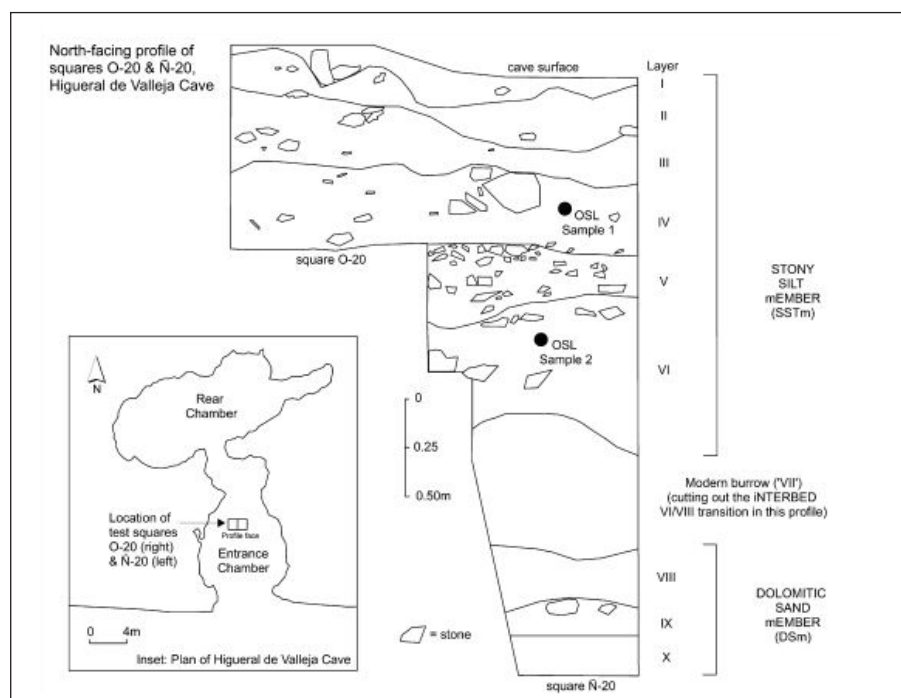 North-facing profile of
squares O-20 & Ñ-20,
Higueral de Valleja Cave
cave surface
Layer
I
II
III
OSL
Sample 1
IV
square O-20
V
OSL
Sample 2
VI
STONY
SILT
mEMBER
(SSTm)
0
0.25
0.50m
Modern burrow ('VII')
(cutting out the iNTERBED
VI/VIII transition in this profile)
VIII
IX
X
DOLOMITIC
SAND
mEMBER
(DSm)
= stone
square Ñ-20
N
Rear
Chamber
Location of
test squares
O-20 (right)
& Ñ-20 (left)
Profile face
Entrance
Chamber
0 4m
Inset: Plan of Higueral de Valleja Cave